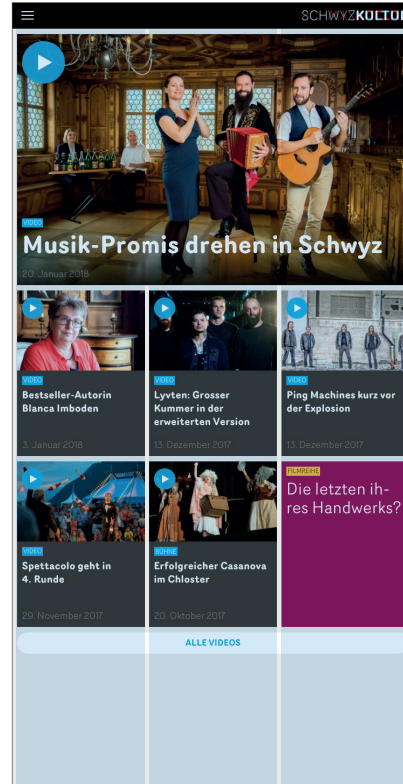 SCHWYZKULTUR
VIDEO
Musik-Promis drehen in Schwyz
20. Januar 2018
VIDEO
Bestseller-Autorin
Blanca Imboden
3. Januar 2018
VIDEO
Lyvten: Grosser
Kummer in der
erweiterten Version
13. Dezember 2017
VIDEO
Ping Machines kurz vor
der Explosion
13. Dezember 2017
VIDEO
Spettacolo geht in
4. Runde
29. November 2017
BÜHNE
Erfolgreicher Casanova
im Chloster
20. Oktober 2017
FILMREIHE
Die letzten ih-
res Handwerks?
ALLE VIDEOS